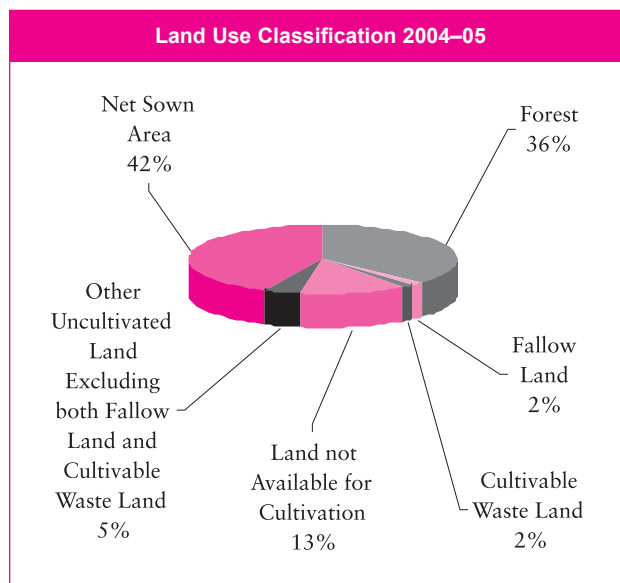 Land Use Classification 2004–05
Net Sown
Area
42%
Forest
36%
Other
Uncultivated
Land
Excluding
both Fallow
Land and
Cultivable
Waste Land
5%
Land not
Available for
Cultivation
13%
Fallow
Land
2%
Cultivable
Waste Land
2%